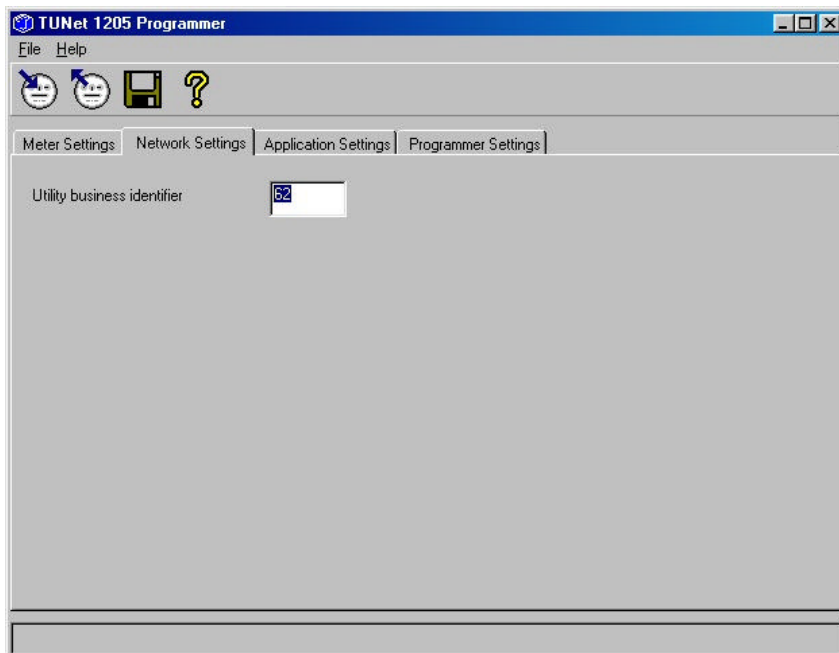 TUNet 1205 Programmer
File Help
Meter Settings Network Settings Application Settings Programmer Settings
Utility business identifier 62